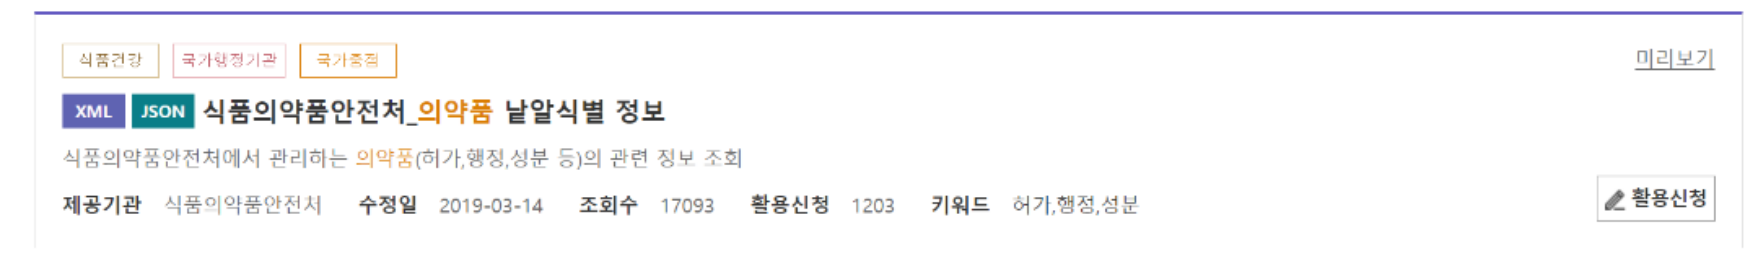 식품건강 국가행정기관 국가중점 미리보기
XML JSON 식품의약품안전처_의약품 낱알식별 정보
식품의약품안전처에서 관리하는 의약품(허가,행정,성분 등)의 관련 정보 조회
제공기관 식품의약품안전처 수정일 2019-03-14 조회수 17093 활용신청 1203 키워드 허가,행정,성분 활용신청